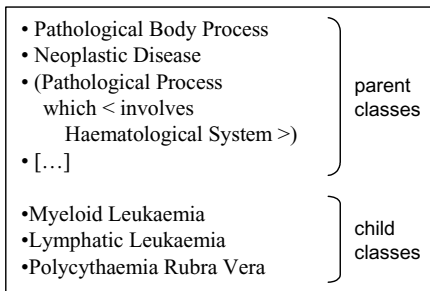 • Pathological Body Process
• Neoplastic Disease
• (Pathological Process
which < involves
Haematological System >)
• […]
parent
classes
•Myeloid Leukaemia
•Lymphatic Leukaemia
•Polycythaemia Rubra Vera
child
classes